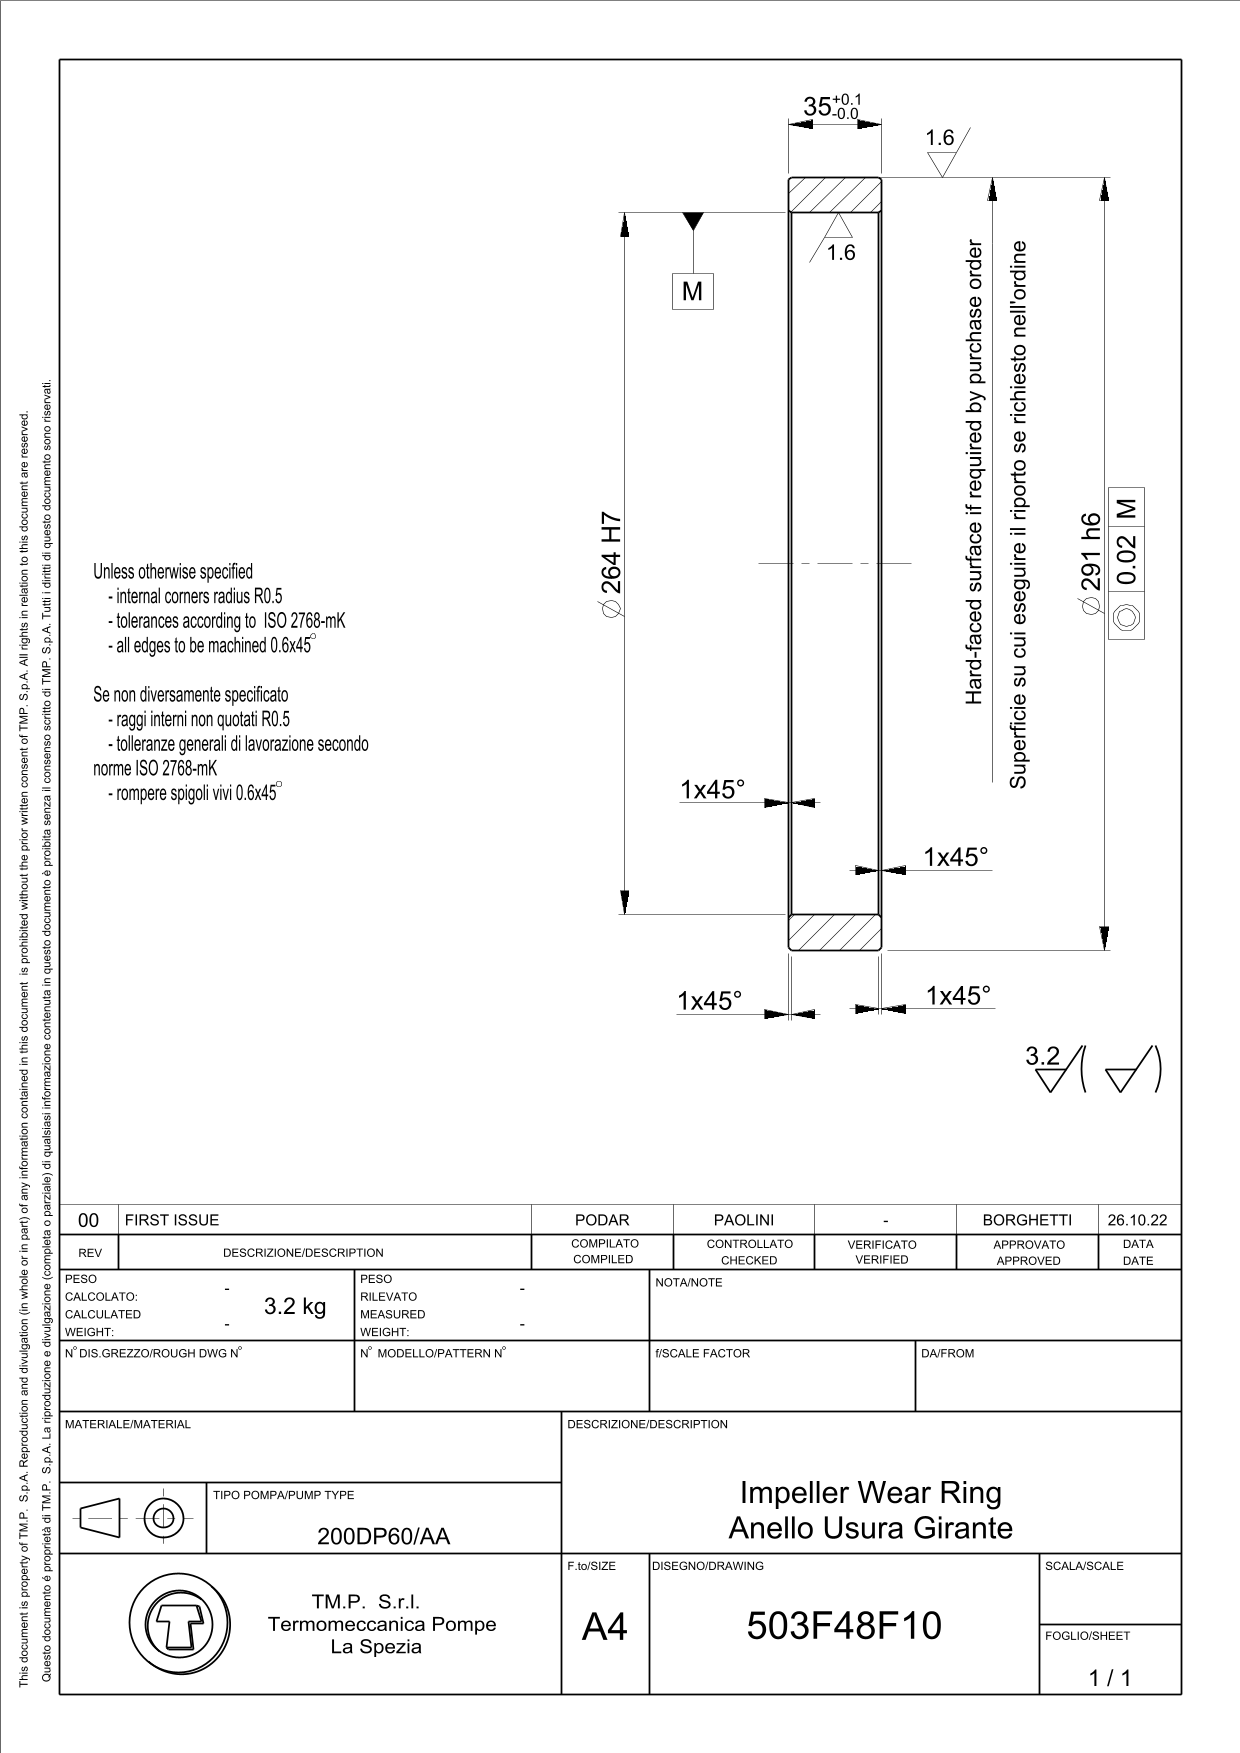 35 +0.1
-0.0
1.6
1.6
M
Hard-faced surface if required by purchase order
Superficie su cui eseguire il riporto se richiesto nell'ordine
⌀ 264 H7
⌀ 291 h6
0.02 M
Unless otherwise specified
- internal corners radius R0.5
- tolerances according to ISO 2768-mK
- all edges to be machined 0.6x45°
Se non diversamente specificato
- raggi interni non quotati R0.5
- tolleranze generali di lavorazione secondo
norme ISO 2768-mK
- rompere spigoli vivi 0.6x45°
1x45°
1x45°
1x45°
1x45°
3.2 ( )
This document is property of TM.P. S.p.A. Reproduction and divulgation (in whole or in part) of any information contained in this document is prohibited without the prior written consent of TMP. S.p.A. All rights in relation to this document are reserved.
Questo documento é proprietà di TM.P. S.p.A. La riproduzione e divulgazione (completa o parziale) di qualsiasi informazione contenuta in questo documento è proibita senza il consenso scritto di TMP. S.p.A. Tutti i diritti di questo documento sono riservati.
00 FIRST ISSUE PODAR PAOLINI - BORGHETTI 26.10.22
REV DESCRIZIONE/DESCRIPTION COMPILATO CONTROLLATO VERIFICATO APPROVATO DATA
COMPILED CHECKED VERIFIED APPROVED DATE
PESO
CALCOLATO: -
CALCULATED 3.2 kg
WEIGHT: -
PESO
RILEVATO -
MEASURED
WEIGHT: -
NOTA/NOTE
N° DIS.GREZZO/ROUGH DWG N°
N° MODELLO/PATTERN N°
f/SCALE FACTOR
DA/FROM
MATERIALE/MATERIAL
DESCRIZIONE/DESCRIPTION
Impeller Wear Ring
Anello Usura Girante
TIPO POMPA/PUMP TYPE
200DP60/AA
TM.P. S.r.l.
Termomeccanica Pompe
La Spezia
F.to/SIZE
A4
DISEGNO/DRAWING
503F48F10
SCALA/SCALE
FOGLIO/SHEET
1 / 1